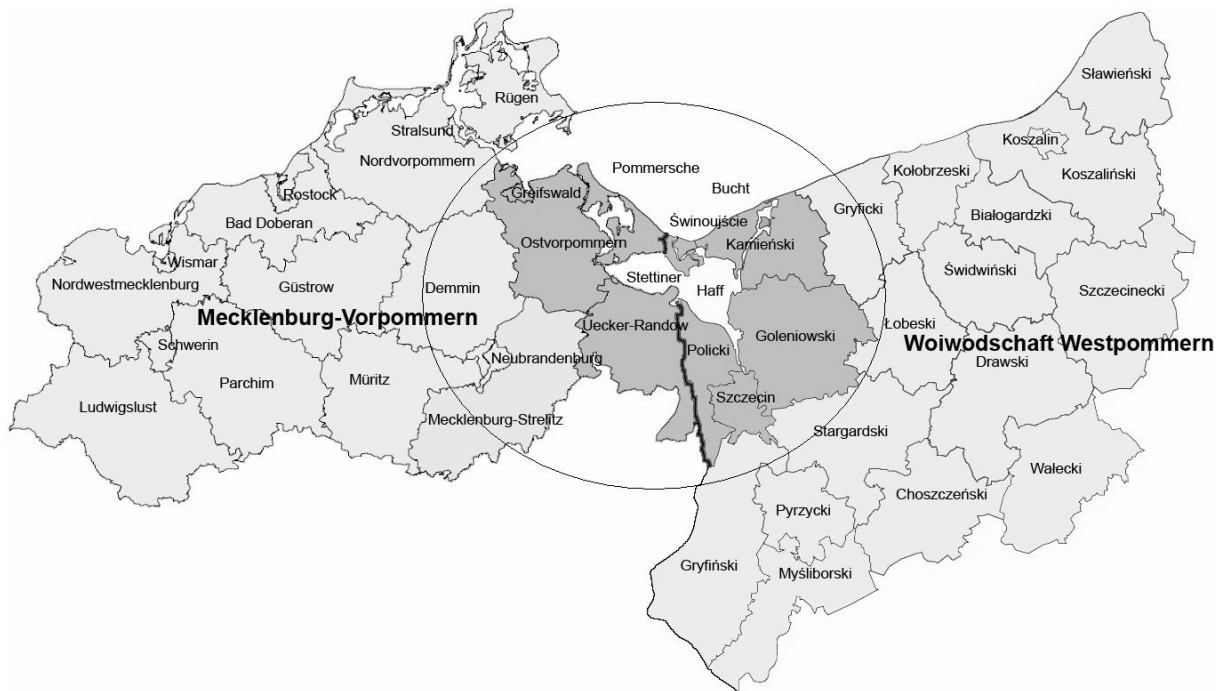 Sławieński
Rügen
Stralsund
Koszalin
Nordvorpommern
Pommersche
Kołobrzeski
Koszaliński
Greifswald
Bucht
Rostock
Bad Doberan
Świnoujście
Gryficki
Białogardzki
Ostvorpommern
Kamieński
Wismar
Nordwestmecklenburg
Güstrow
Demmin
Stettiner
Haff
Świdwiński
Szczecinecki
Mecklenburg-Vorpommern
Uecker-Randow
Goleniowski
Łobeski
Schwerin
Neubrandenburg
Policki
Woiwodschaft Westpommern
Drawski
Parchim
Müritz
Ludwigslust
Mecklenburg-Strelitz
Szczecin
Stargardski
Wałecki
Choszczeński
Pyrzycki
Gryfiński
Myśliborski